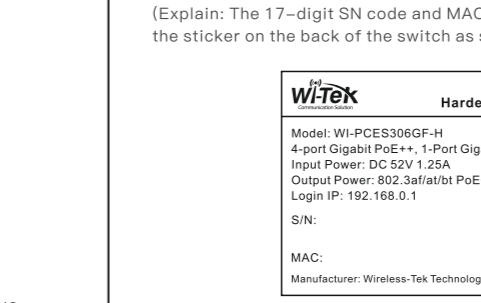 (Explain: The 17–digit SN code and MAC
the sticker on the back of the switch as
Wi-Tek
Communication Solution
Harde
Model: WI-PCES306GF-H
4-port Gigabit PoE++, 1-Port Gig
Input Power: DC 52V 1.25A
Output Power: 802.3af/at/bt PoE
Login IP: 192.168.0.1
S/N:
MAC:
Manufacturer: Wireless-Tek Technolog